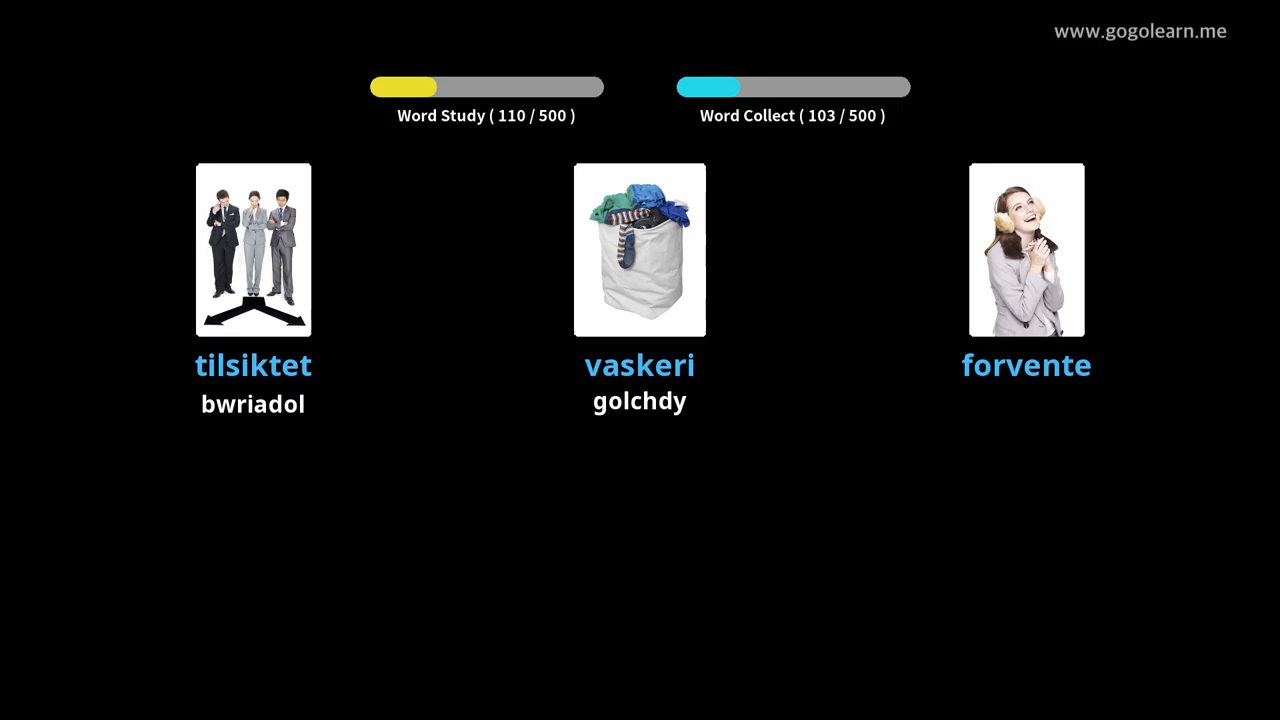 www.gogolearn.me
Word Study ( 110 / 500 )
Word Collect ( 103 / 500 )
tilsiktet
vaskeri
forvente
bwriadol
golchdy